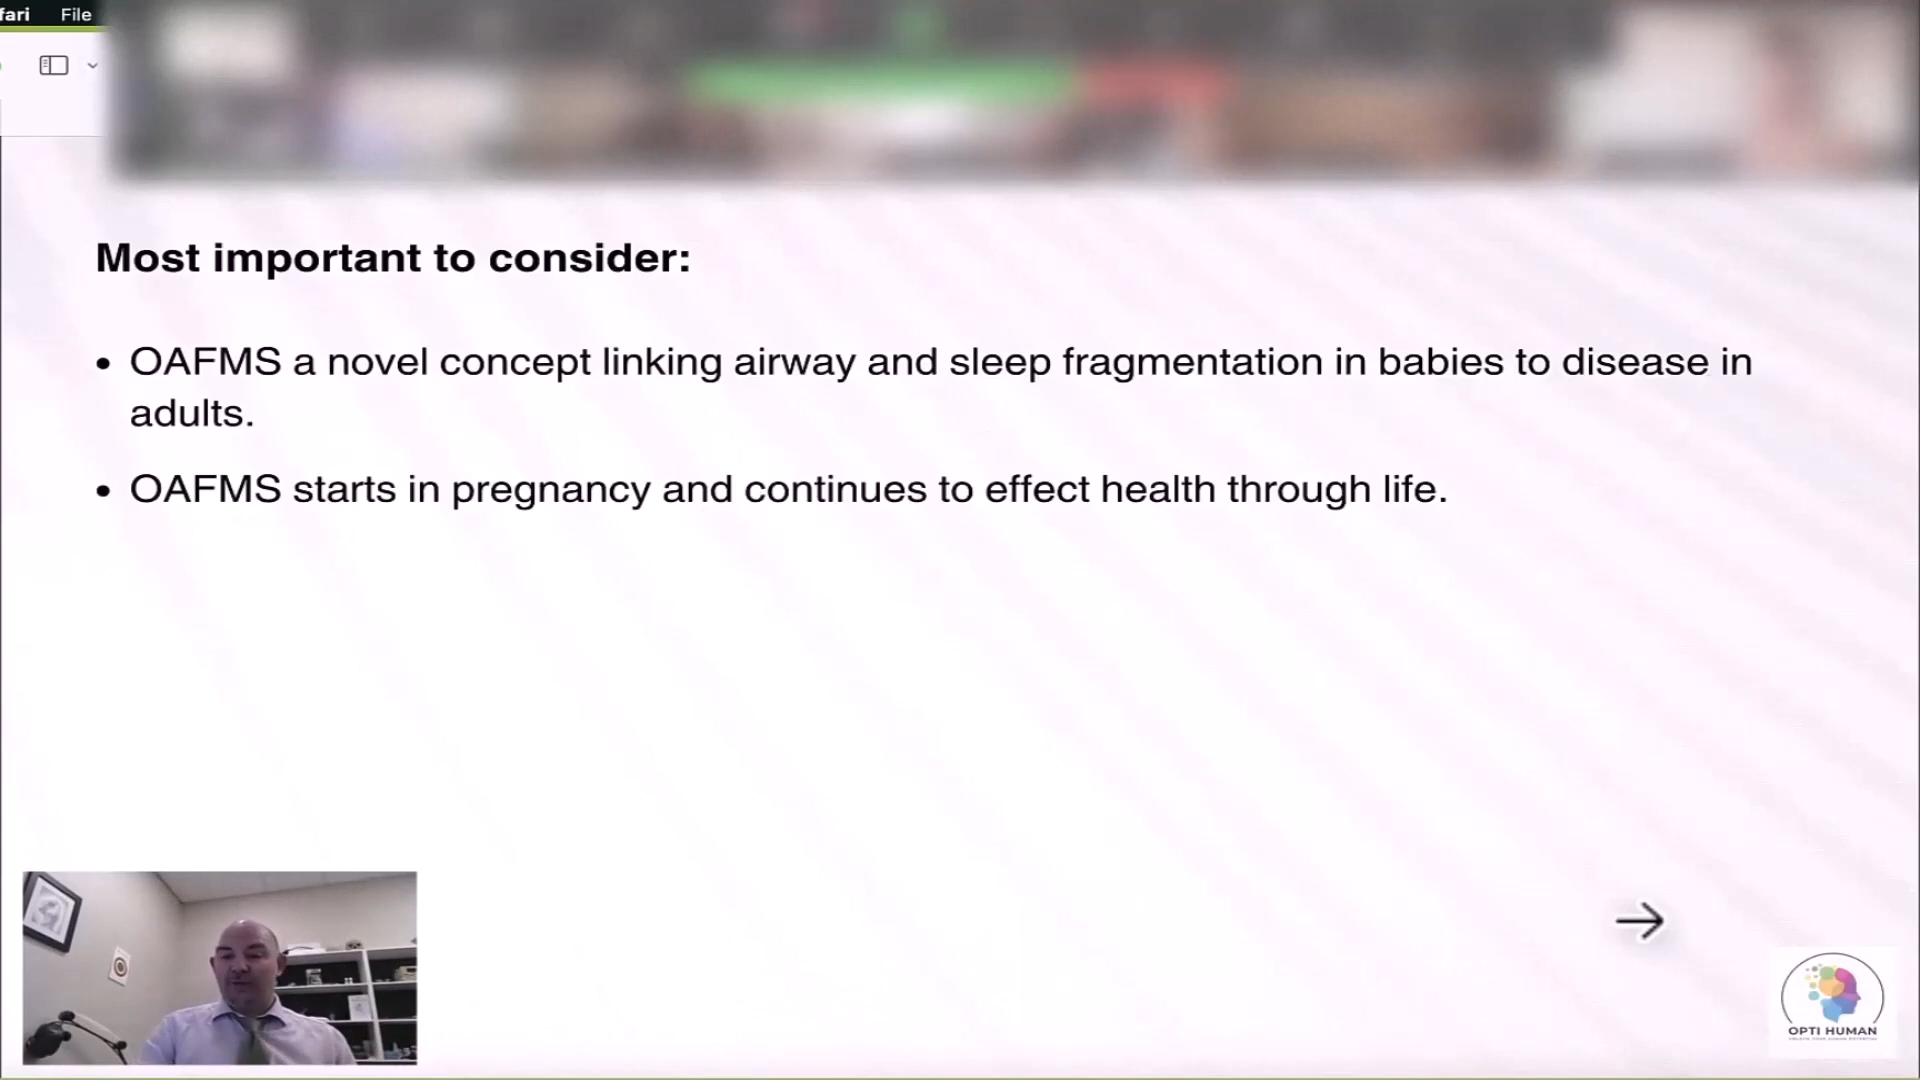 fari File
Most important to consider:
• OAFMS a novel concept linking airway and sleep fragmentation in babies to disease in
adults.
• OAFMS starts in pregnancy and continues to effect health through life.
OPTI HUMAN